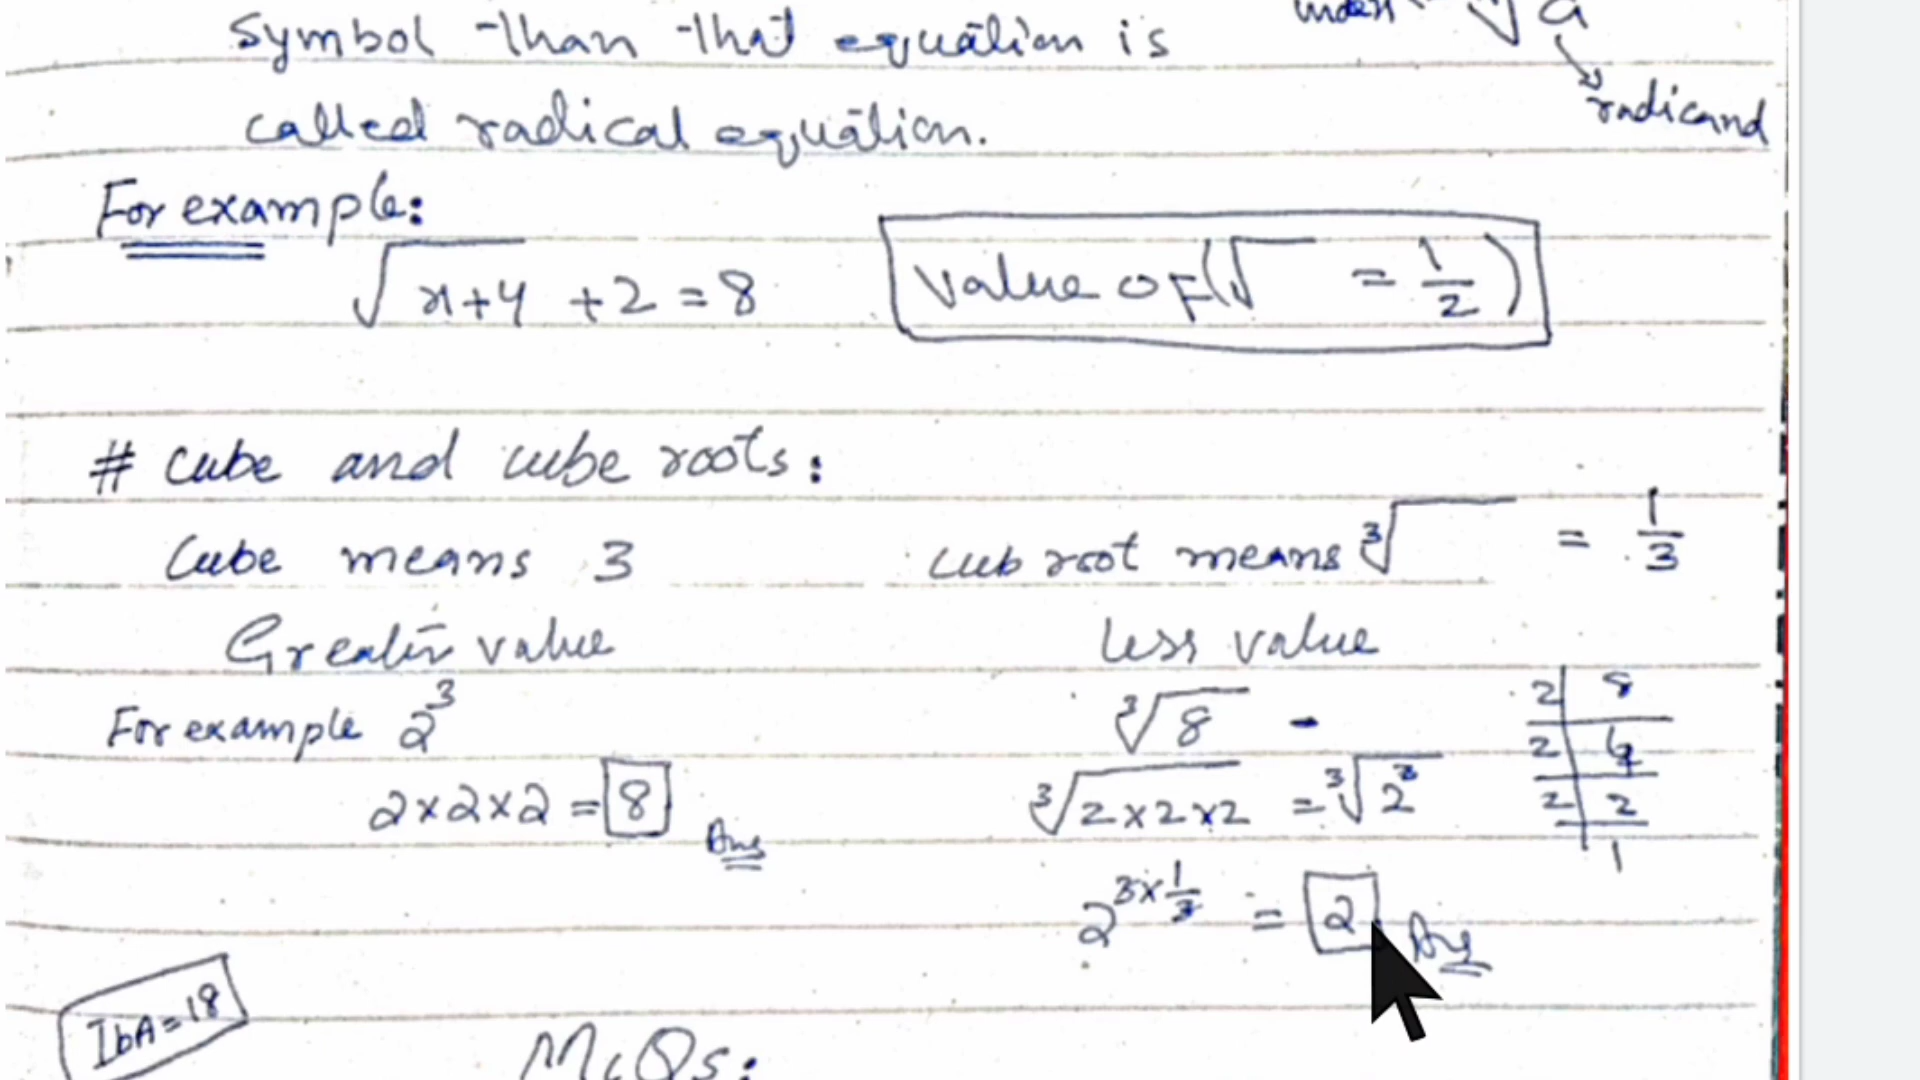 index √a
Symbol than that equation is
radicand
called radical equation.
For example:
√x+4 +2 = 8
Value of (√ = 1/2)
# Cube and cube roots:
Cube means 3
cub root means ∛ = 1/3
Greater value
less value
For example 2³
∛8 -
2 | 8
2 | 4
2 | 2
1
2×2×2 = 8 Ans
∛2×2×2 = ∛2³
2^3×1/3 = 2 Ans
IbA=18
MCQs: